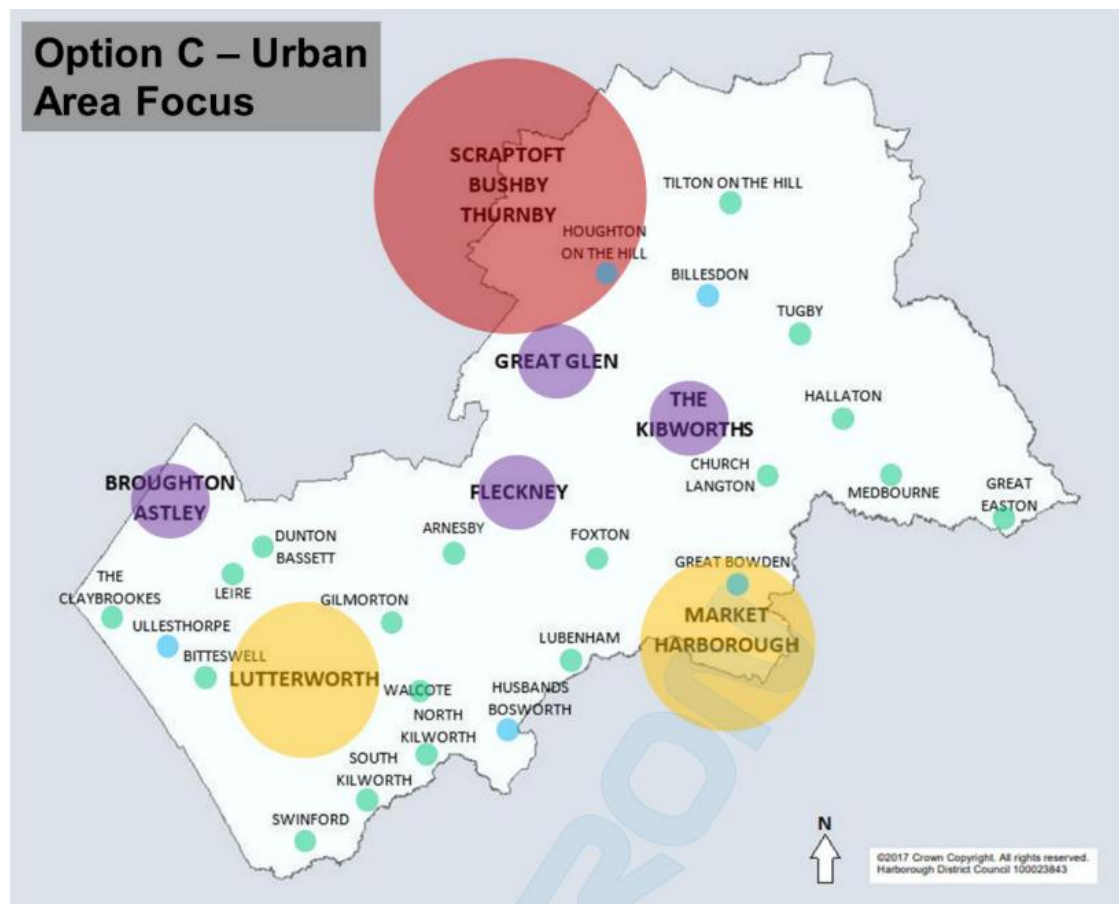 Option C – Urban
Area Focus
SCRAPTOFT
BUSHBY
THURNBY
TILTON ON THE HILL
HOUGHTON
ON THE HILL
BILLESDON
TUGBY
GREAT GLEN
THE
KIBWORTHS
HALLATON
CHURCH
LANGTON
MEDBOURNE
GREAT
EASTON
BROUGHTON
ASTLEY
FLECKNEY
ARNESBY
FOXTON
DUNTON
BASSETT
LEIRE
THE
CLAYBROOKES
ULLESTHORPE
BITTESWELL
GILMORTON
GREAT BOWDEN
MARKET
HARBOROUGH
LUBENHAM
LUTTERWORTH
WALCOTE
HUSBANDS
BOSWORTH
NORTH
KILWORTH
SOUTH
KILWORTH
SWINFORD
N
©2017 Crown Copyright. All rights reserved.
Harborough District Council 100023843